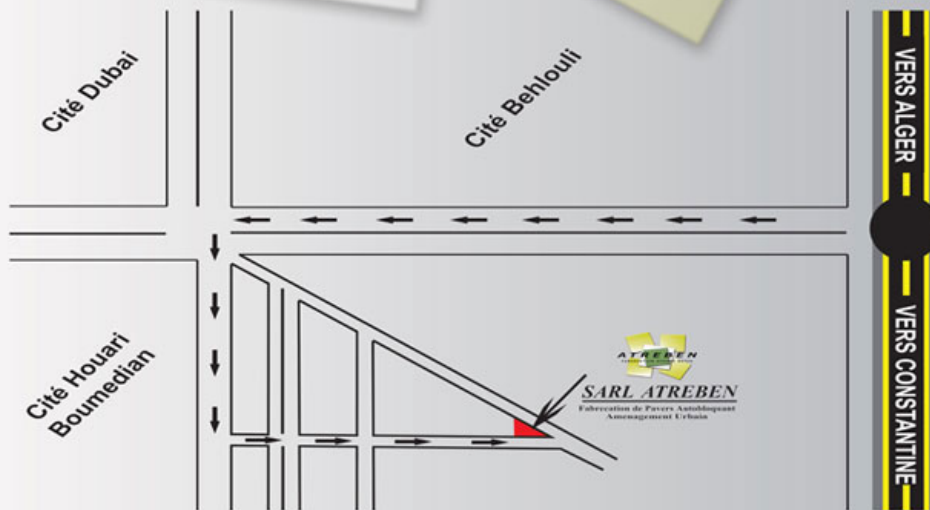 Cité Dubai
Cité Behlouli
VERS ALGER
Cité Houari
Boumedian
ATREBEN
SARL ATREBEN
Fabrecation de Pavers Autobloquant
Amenagement Urbain
VERS CONSTANTINE